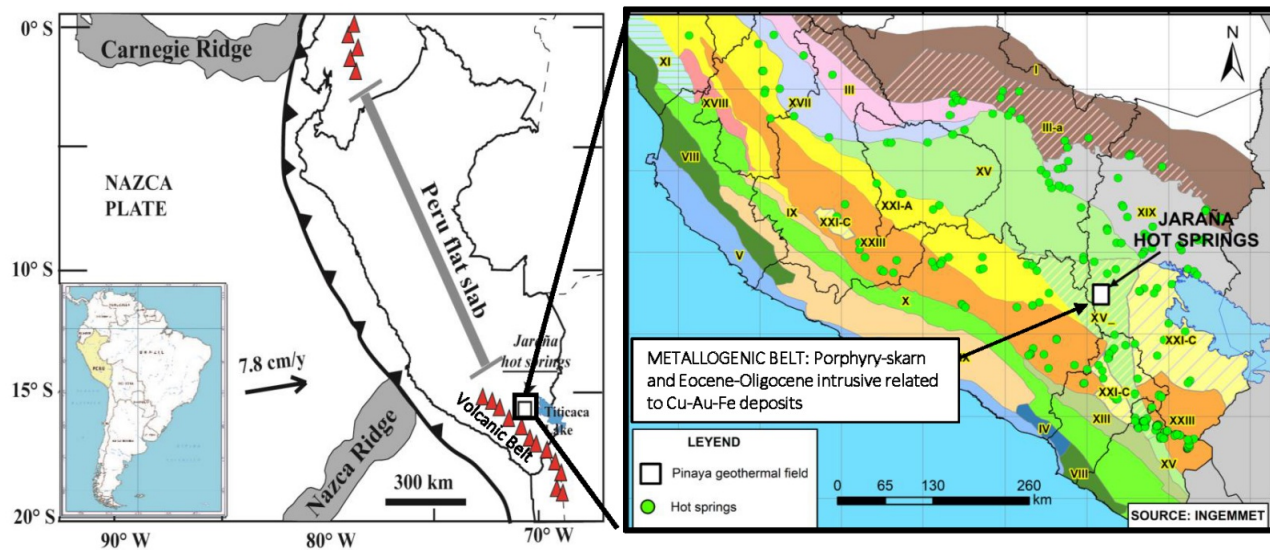 0° S
Carnegie Ridge
NAZCA
PLATE
Peru flat slab
10° S
7.8 cm/y
Jaraña
hot springs
15° S
Titicaca
Lake
Volcanic Belt
Nazca Ridge
300 km
20° S
90° W
80° W
70° W
PERU
BRAZIL
N
XI
XVIII
XVII
III
I
III-a
VIII
XV
IX
XXI-C
XXI-A
XXIII
XIX
V
X
JARAÑA
HOT SPRINGS
XV_
METALLOGENIC BELT: Porphyry-skarn
and Eocene-Oligocene intrusive related
to Cu-Au-Fe deposits
XXI-C
XXI-C
XIII
XXIII
IV
VIII
XV
LEYEND
Pinaya geothermal field
Hot springs
0 65 130 260
km
SOURCE: INGEMMET